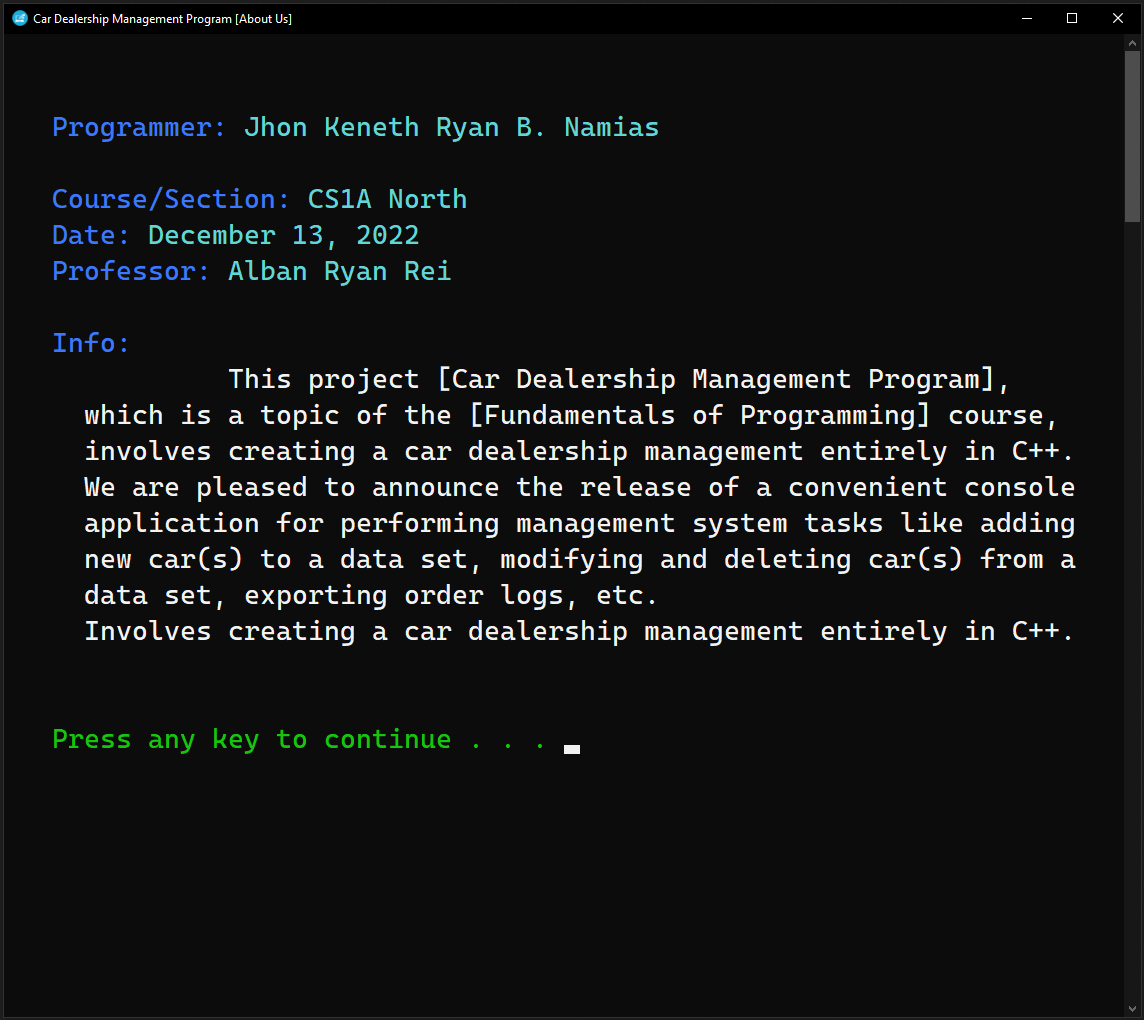 Car Dealership Management Program [About Us]
Programmer: Jhon Keneth Ryan B. Namias
Course/Section: CS1A North
Date: December 13, 2022
Professor: Alban Ryan Rei
Info:
This project [Car Dealership Management Program],
which is a topic of the [Fundamentals of Programming] course,
involves creating a car dealership management entirely in C++.
We are pleased to announce the release of a convenient console
application for performing management system tasks like adding
new car(s) to a data set, modifying and deleting car(s) from a
data set, exporting order logs, etc.
Involves creating a car dealership management entirely in C++.
Press any key to continue . . .